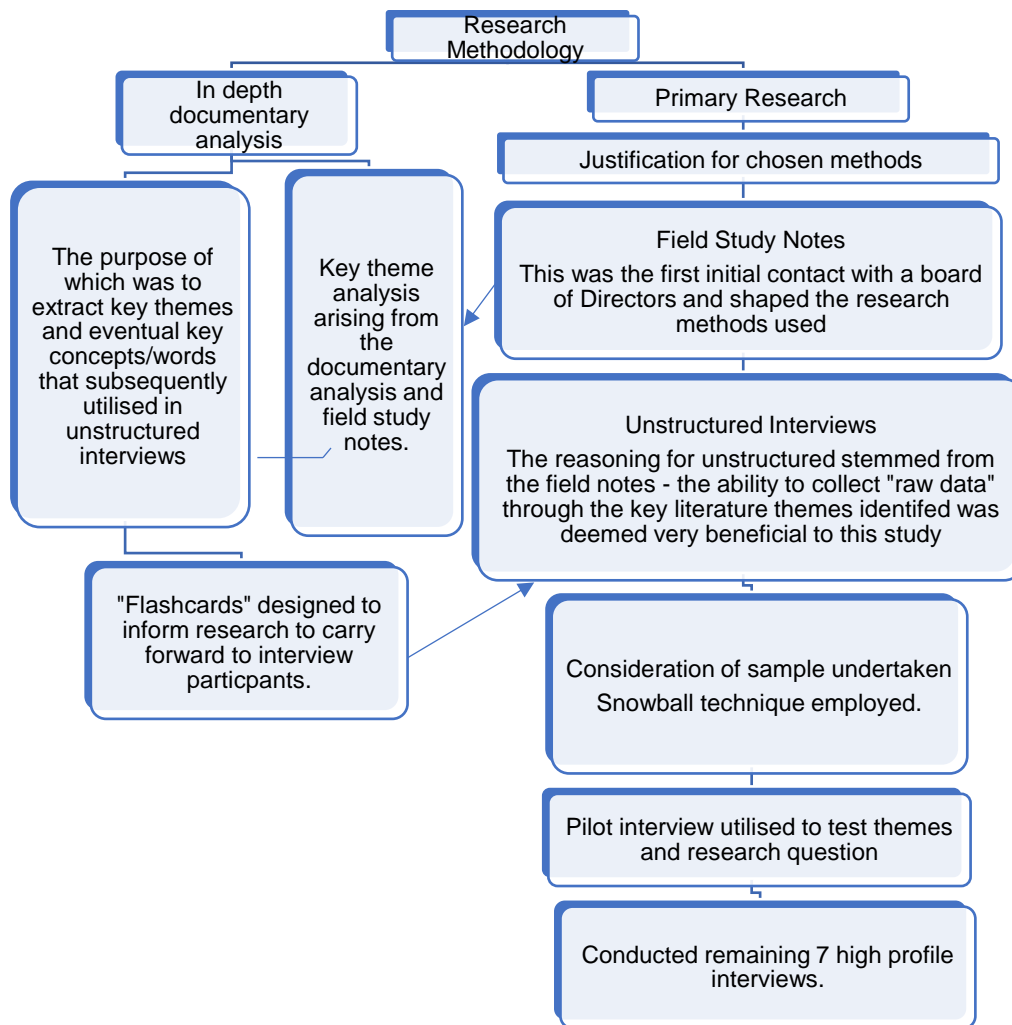 Research
Methodology
In depth
documentary
analysis
Primary Research
Justification for chosen methods
The purpose of
which was to
extract key themes
and eventual key
concepts/words
that subsequently
utilised in
unstructured
interviews
Key theme
analysis
arising from
the
documentary
analysis and
field study
notes.
Field Study Notes
This was the first initial contact with a board
of Directors and shaped the research
methods used
Unstructured Interviews
The reasoning for unstructured stemmed from
the field notes - the ability to collect "raw data"
through the key literature themes identifed was
deemed very beneficial to this study
"Flashcards" designed to
inform research to carry
forward to interview
particpants.
Consideration of sample undertaken
Snowball technique employed.
Pilot interview utilised to test themes
and research question
Conducted remaining 7 high profile
interviews.